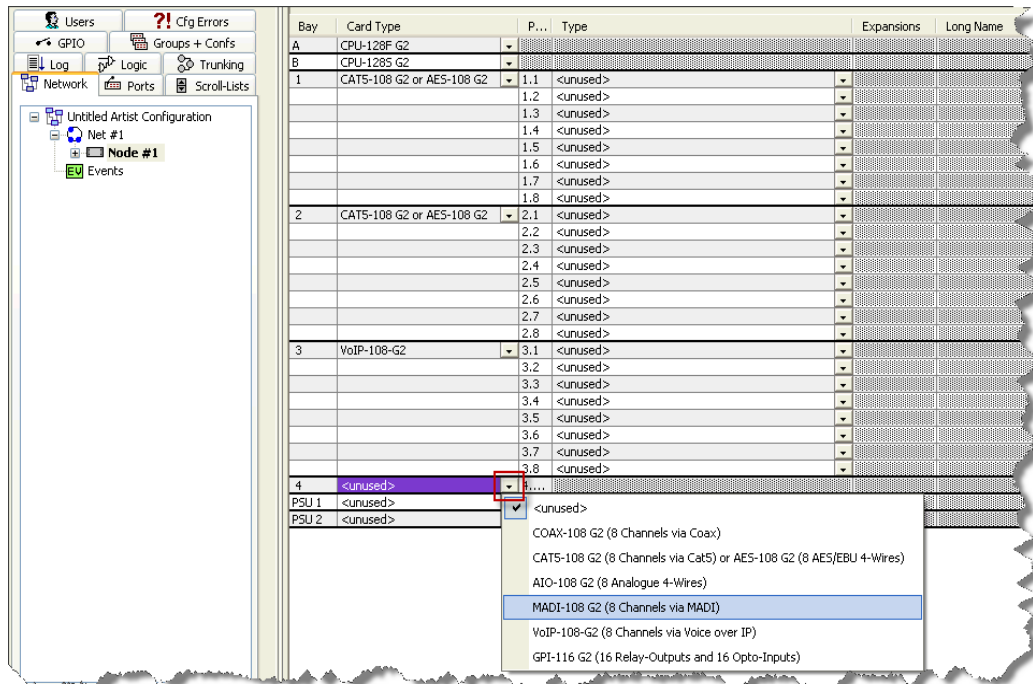 Users ?! Cfg Errors
GPIO Groups + Confs
Log Logic Trunking
Network Ports Scroll-Lists
Untitled Artist Configuration
Net #1
Node #1
EV Events
Bay Card Type P... Type Expansions Long Name
A CPU-128F G2
B CPU-128S G2
1 CAT5-108 G2 or AES-108 G2 1.1 <unused>
1.2 <unused>
1.3 <unused>
1.4 <unused>
1.5 <unused>
1.6 <unused>
1.7 <unused>
1.8 <unused>
2 CAT5-108 G2 or AES-108 G2 2.1 <unused>
2.2 <unused>
2.3 <unused>
2.4 <unused>
2.5 <unused>
2.6 <unused>
2.7 <unused>
2.8 <unused>
3 VoIP-108-G2 3.1 <unused>
3.2 <unused>
3.3 <unused>
3.4 <unused>
3.5 <unused>
3.6 <unused>
3.7 <unused>
3.8 <unused>
4 <unused> 4....
PSU 1 <unused>
PSU 2 <unused>
<unused>
COAX-108 G2 (8 Channels via Coax)
CAT5-108 G2 (8 Channels via Cat5) or AES-108 G2 (8 AES/EBU 4-Wires)
AIO-108 G2 (8 Analogue 4-Wires)
MADI-108 G2 (8 Channels via MADI)
VoIP-108-G2 (8 Channels via Voice over IP)
GPI-116 G2 (16 Relay-Outputs and 16 Opto-Inputs)